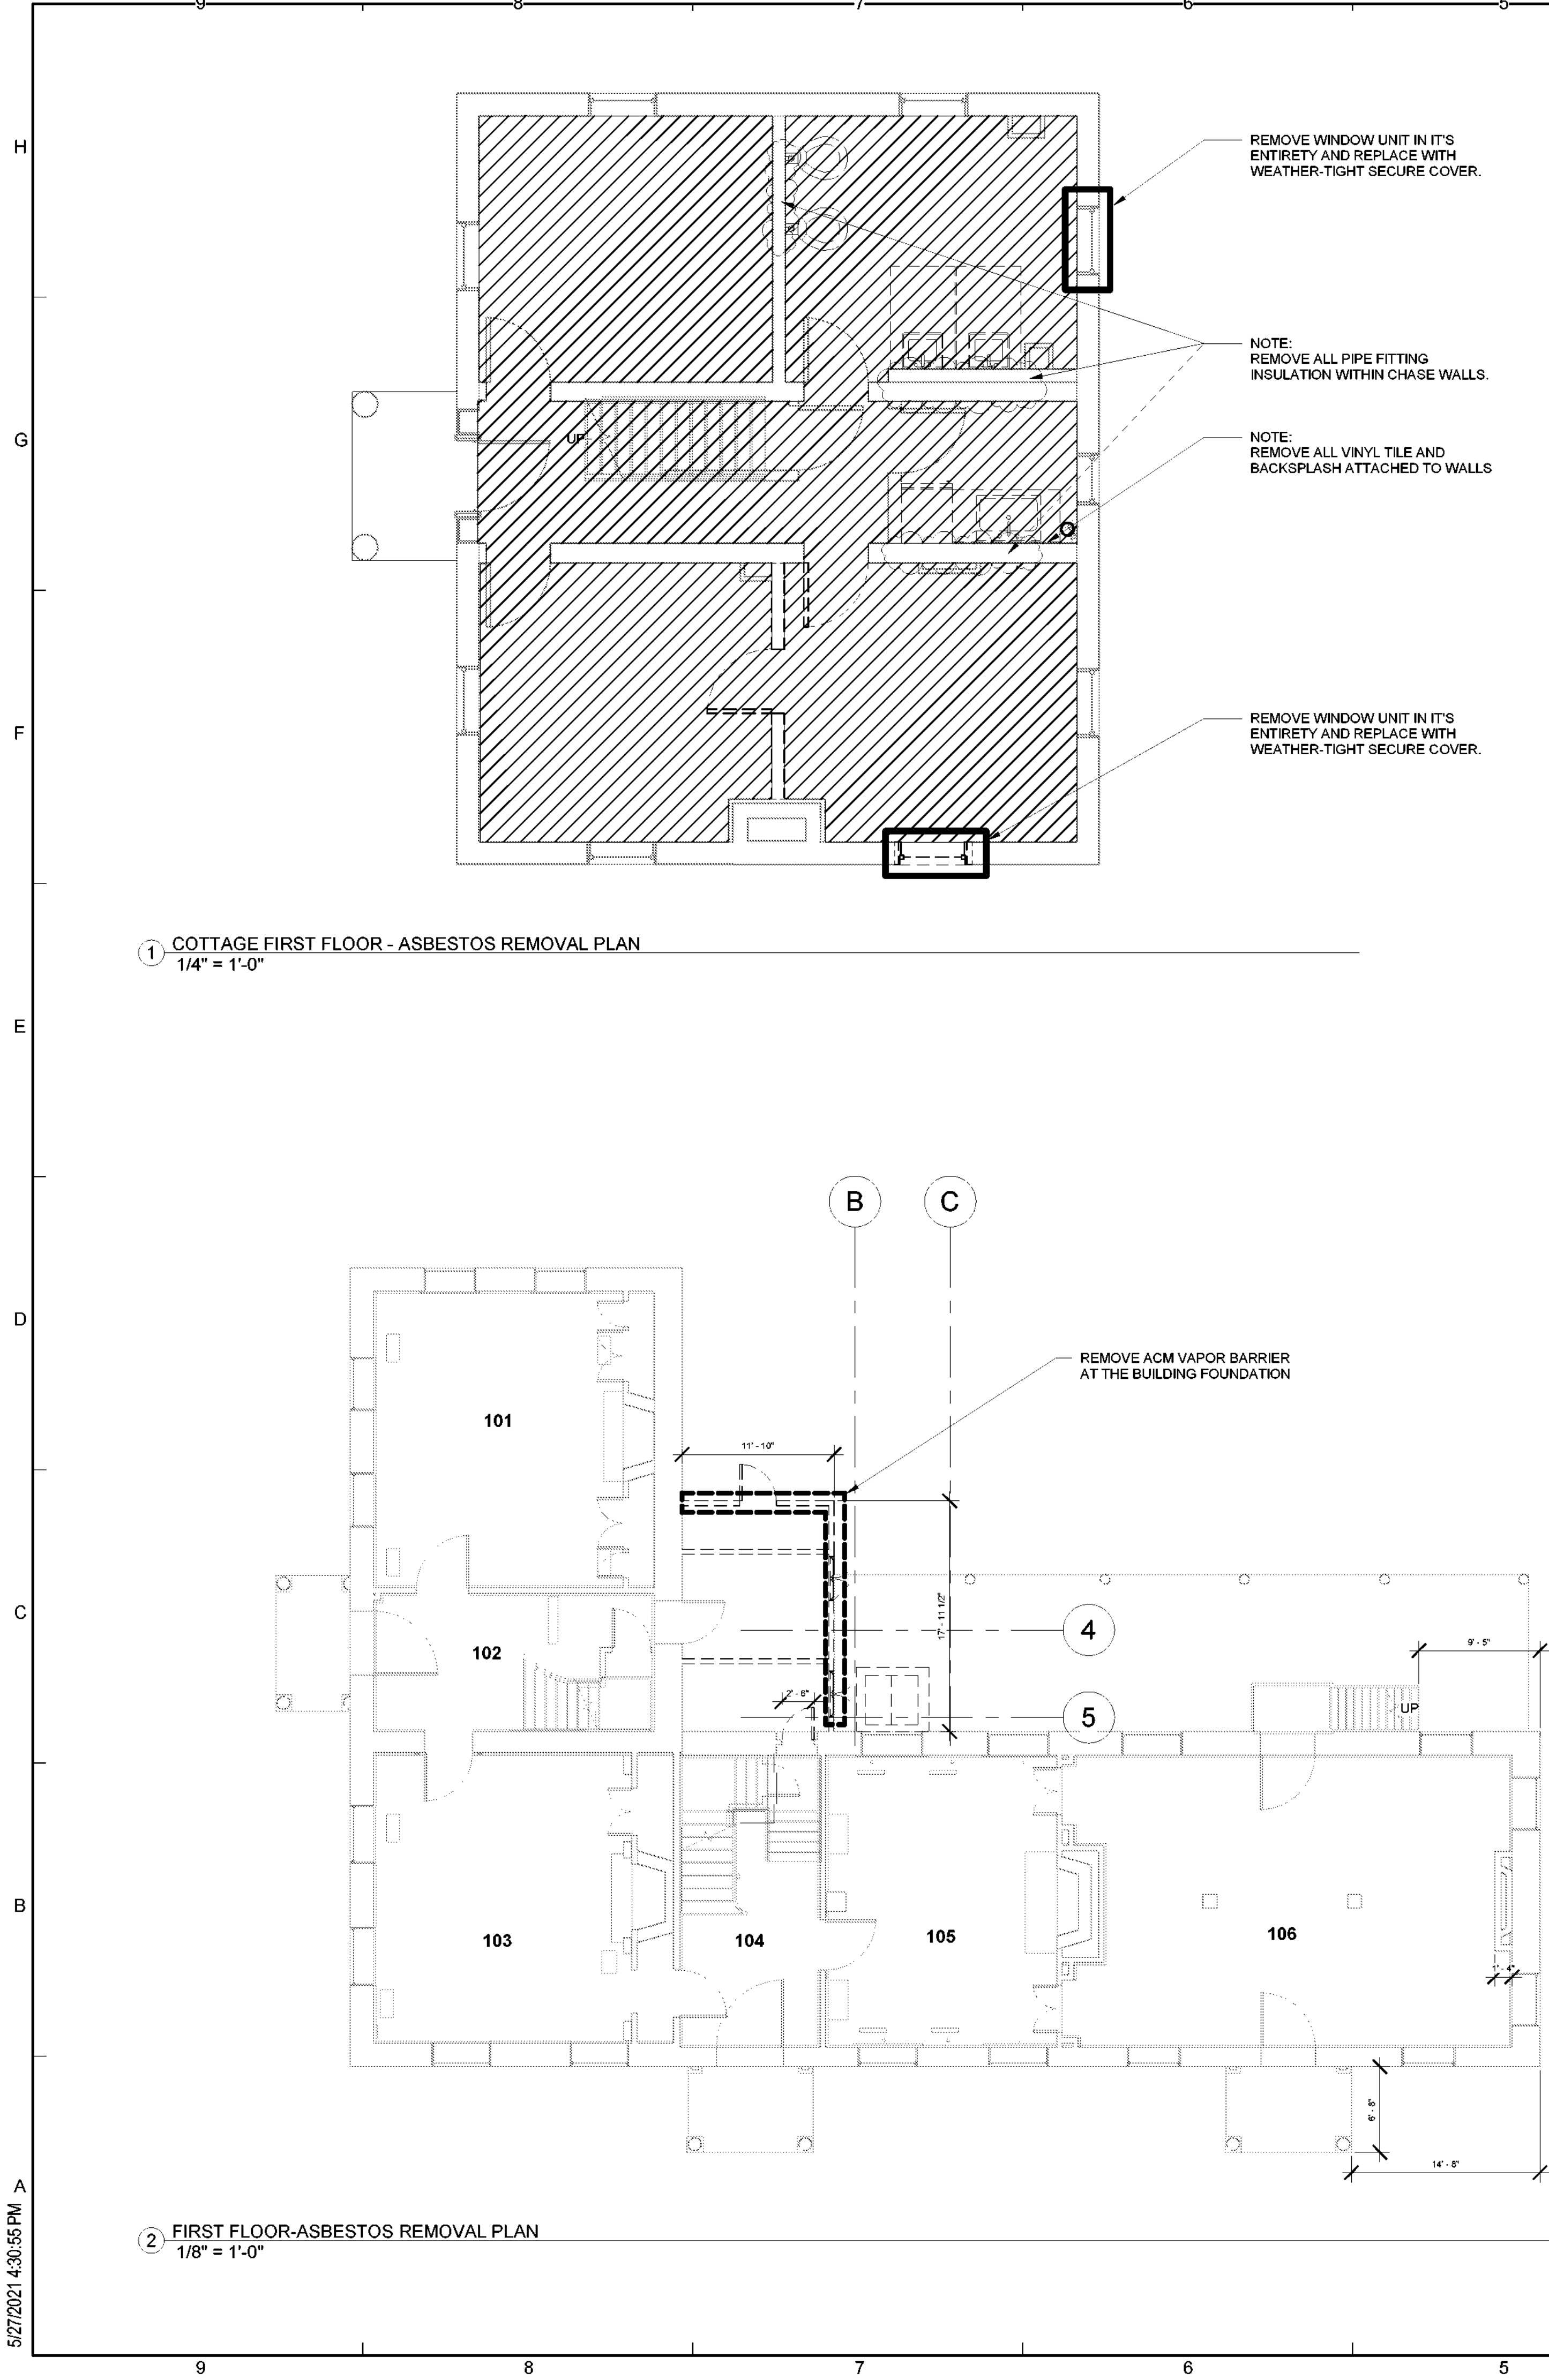 9 8 7 6 5
H
REMOVE WINDOW UNIT IN IT'S
ENTIRETY AND REPLACE WITH
WEATHER-TIGHT SECURE COVER.
NOTE:
REMOVE ALL PIPE FITTING
INSULATION WITHIN CHASE WALLS.
G
UP
NOTE:
REMOVE ALL VINYL TILE AND
BACKSPLASH ATTACHED TO WALLS
F
REMOVE WINDOW UNIT IN IT'S
ENTIRETY AND REPLACE WITH
WEATHER-TIGHT SECURE COVER.
1 COTTAGE FIRST FLOOR - ASBESTOS REMOVAL PLAN
1/4" = 1'-0"
E
B C
D
REMOVE ACM VAPOR BARRIER
AT THE BUILDING FOUNDATION
101
11' - 10"
C
17' - 11 1/2"
4
9' - 5"
102
2' - 6"
5
UP
B
103
104
105
106
1' - 4"
6' - 8"
14' - 8"
A
2 FIRST FLOOR-ASBESTOS REMOVAL PLAN
1/8" = 1'-0"
5/27/2021 4:30:55 PM
9 8 7 6 5